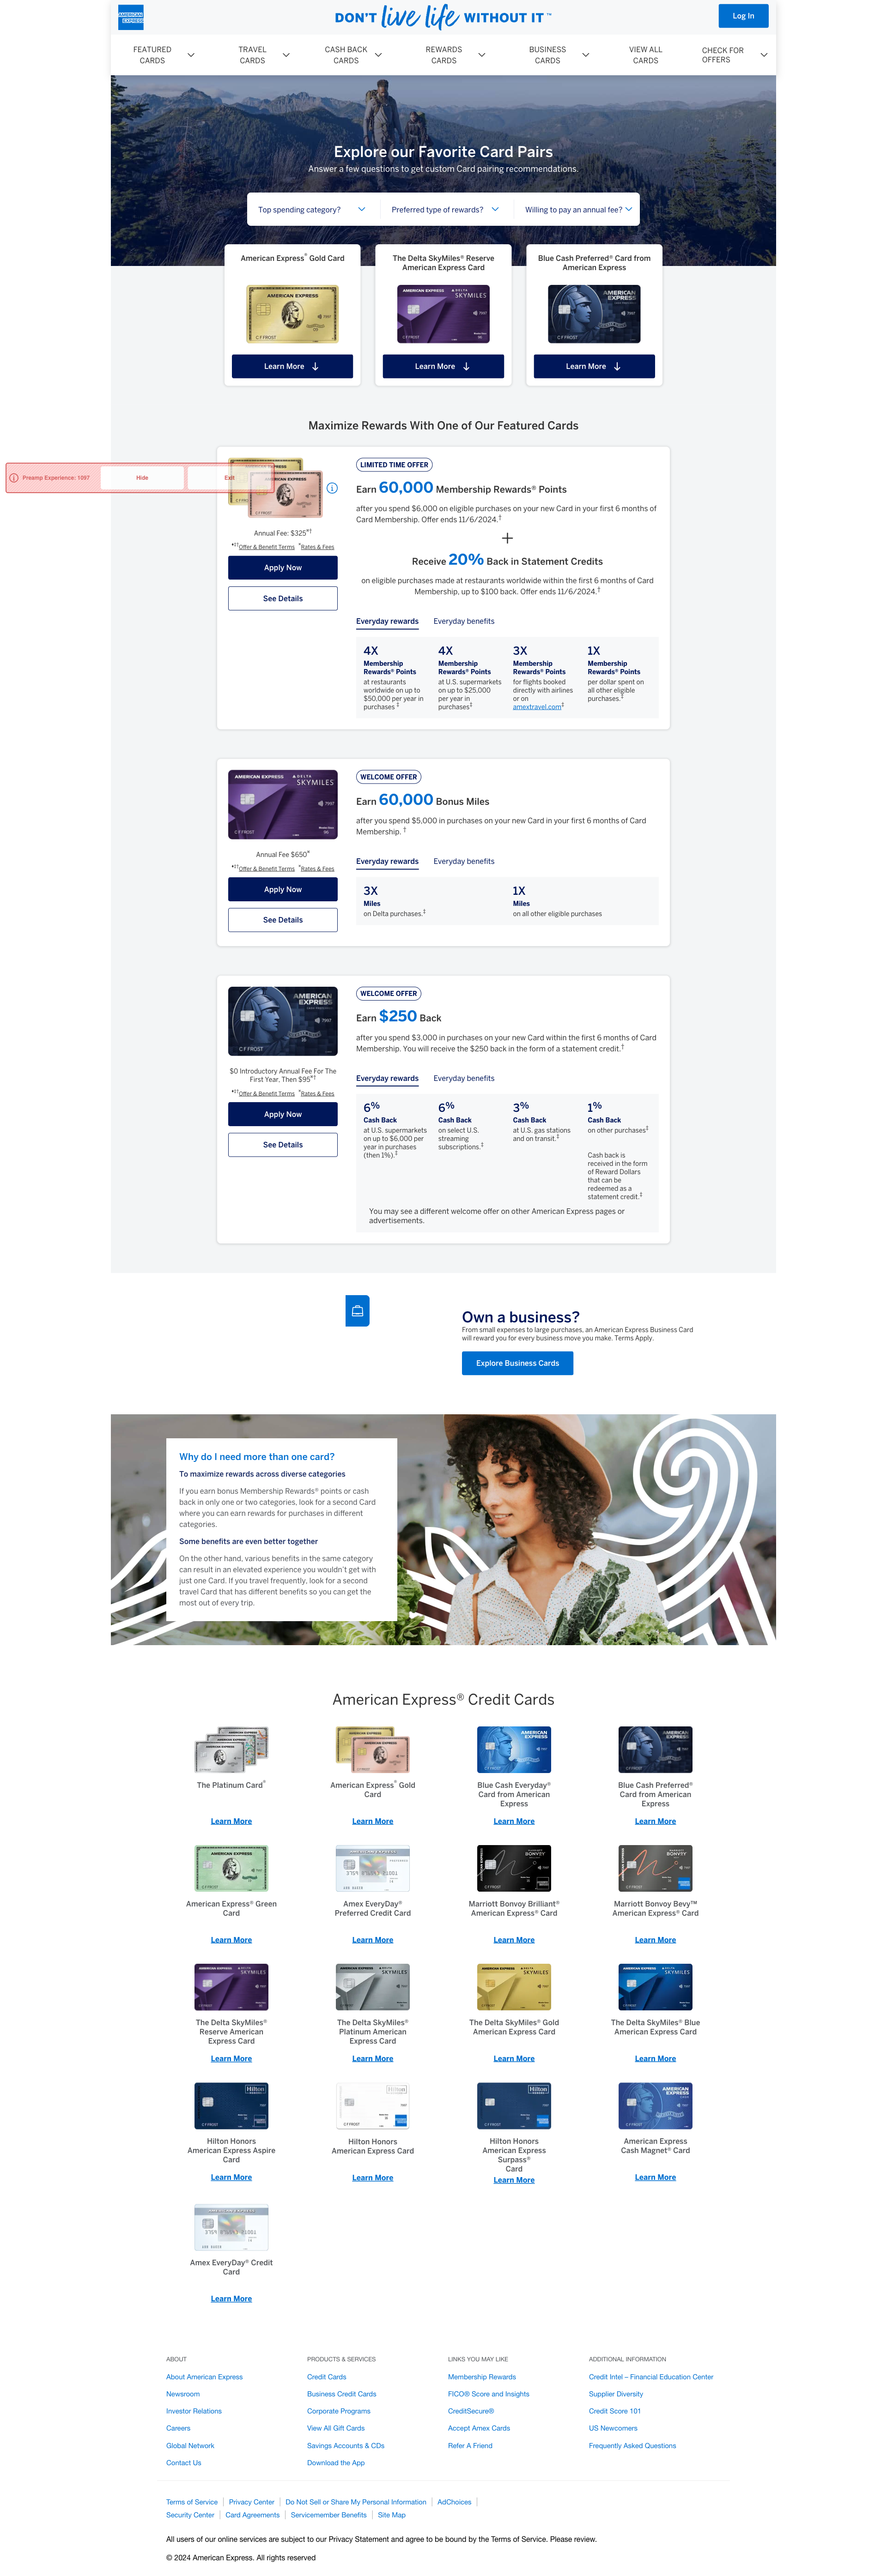 AMERICAN EXPRESS
DON'T live life WITHOUT IT ™
Log In
FEATURED CARDS
TRAVEL CARDS
CASH BACK CARDS
REWARDS CARDS
BUSINESS CARDS
VIEW ALL CARDS
CHECK FOR OFFERS
Explore our Favorite Card Pairs
Answer a few questions to get custom Card pairing recommendations.
Top spending category?
Preferred type of rewards?
Willing to pay an annual fee?
American Express® Gold Card
Learn More
The Delta SkyMiles® Reserve
American Express Card
Learn More
Blue Cash Preferred® Card from
American Express
Learn More
Maximize Rewards With One of Our Featured Cards
Preamp Experience: 1097
Hide
Exit
Annual Fee: $325¤†
♦‡†Offer & Benefit Terms ¤Rates & Fees
Apply Now
See Details
LIMITED TIME OFFER
Earn 60,000 Membership Rewards® Points
after you spend $6,000 on eligible purchases on your new Card in your first 6 months of
Card Membership. Offer ends 11/6/2024.†
+
Receive 20% Back in Statement Credits
on eligible purchases made at restaurants worldwide within the first 6 months of Card
Membership, up to $100 back. Offer ends 11/6/2024.†
Everyday rewards
Everyday benefits
4X
Membership
Rewards® Points
at restaurants
worldwide on up to
$50,000 per year in
purchases ‡
4X
Membership
Rewards® Points
at U.S. supermarkets
on up to $25,000
per year in
purchases‡
3X
Membership
Rewards® Points
for flights booked
directly with airlines
or on
amextravel.com‡
1X
Membership
Rewards® Points
per dollar spent on
all other eligible
purchases.‡
AMERICAN EXPRESS
DELTA
SKYMILES
C F FROST
Annual Fee $650¤
♦‡†Offer & Benefit Terms ¤Rates & Fees
Apply Now
See Details
WELCOME OFFER
Earn 60,000 Bonus Miles
after you spend $5,000 in purchases on your new Card in your first 6 months of Card
Membership. †
Everyday rewards
Everyday benefits
3X
Miles
on Delta purchases.‡
1X
Miles
on all other eligible purchases
AMERICAN
EXPRESS
C F FROST
$0 Introductory Annual Fee For The
First Year, Then $95¤†
♦‡†Offer & Benefit Terms ¤Rates & Fees
Apply Now
See Details
WELCOME OFFER
Earn $250 Back
after you spend $3,000 in purchases on your new Card within the first 6 months of Card
Membership. You will receive the $250 back in the form of a statement credit.†
Everyday rewards
Everyday benefits
6%
Cash Back
at U.S. supermarkets
on up to $6,000 per
year in purchases
(then 1%).‡
6%
Cash Back
on select U.S.
streaming
subscriptions.‡
3%
Cash Back
at U.S. gas stations
and on transit.‡
1%
Cash Back
on other purchases‡
Cash back is
received in the form
of Reward Dollars
that can be
redeemed as a
statement credit.‡
You may see a different welcome offer on other American Express pages or
advertisements.
Own a business?
From small expenses to large purchases, an American Express Business Card
will reward you for every business move you make. Terms Apply.
Explore Business Cards
Why do I need more than one card?
To maximize rewards across diverse categories
If you earn bonus Membership Rewards® points or cash
back in only one or two categories, look for a second Card
where you can earn rewards for purchases in different
categories.
Some benefits are even better together
On the other hand, various benefits in the same category
can result in an elevated experience you wouldn't get with
just one Card. If you travel frequently, look for a second
travel Card that has different benefits so you can get the
most out of every trip.
American Express® Credit Cards
The Platinum Card®
Learn More
American Express® Gold
Card
Learn More
Blue Cash Everyday®
Card from American
Express
Learn More
Blue Cash Preferred®
Card from American
Express
Learn More
American Express® Green
Card
Learn More
Amex EveryDay®
Preferred Credit Card
Learn More
Marriott Bonvoy Brilliant®
American Express® Card
Learn More
Marriott Bonvoy Bevy™
American Express® Card
Learn More
The Delta SkyMiles®
Reserve American
Express Card
Learn More
The Delta SkyMiles®
Platinum American
Express Card
Learn More
The Delta SkyMiles® Gold
American Express Card
Learn More
The Delta SkyMiles® Blue
American Express Card
Learn More
Hilton Honors
American Express Aspire
Card
Learn More
Hilton Honors
American Express Card
Learn More
Hilton Honors
American Express
Surpass®
Card
Learn More
American Express
Cash Magnet® Card
Learn More
Amex EveryDay® Credit
Card
Learn More
ABOUT
About American Express
Newsroom
Investor Relations
Careers
Global Network
Contact Us
PRODUCTS & SERVICES
Credit Cards
Business Credit Cards
Corporate Programs
View All Gift Cards
Savings Accounts & CDs
Download the App
LINKS YOU MAY LIKE
Membership Rewards
FICO® Score and Insights
CreditSecure®
Accept Amex Cards
Refer A Friend
ADDITIONAL INFORMATION
Credit Intel – Financial Education Center
Supplier Diversity
Credit Score 101
US Newcomers
Frequently Asked Questions
Terms of Service | Privacy Center | Do Not Sell or Share My Personal Information | AdChoices |
Security Center | Card Agreements | Servicemember Benefits | Site Map
All users of our online services are subject to our Privacy Statement and agree to be bound by the Terms of Service. Please review.
© 2024 American Express. All rights reserved